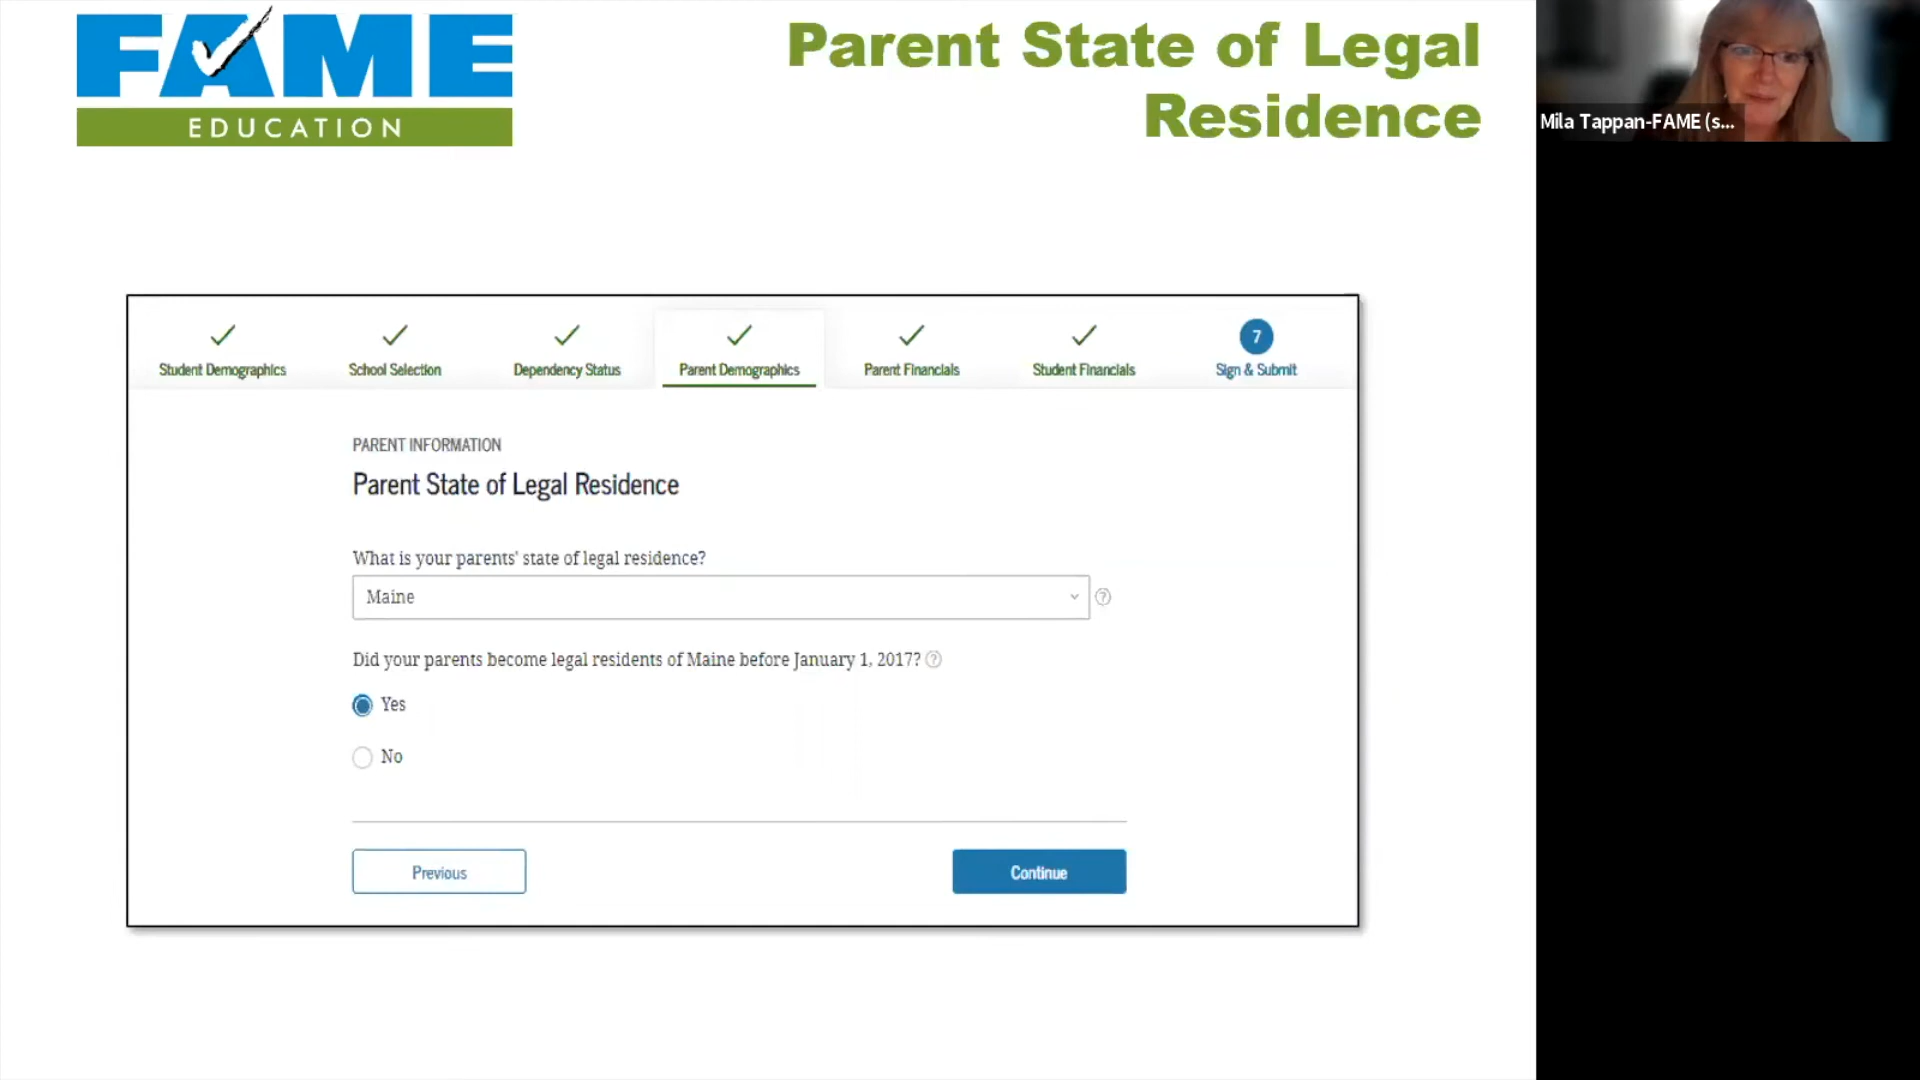 FAME
EDUCATION
Parent State of Legal
Residence
Mila Tappan-FAME (s...
Student Demographics
School Selection
Dependency Status
Parent Demographics
Parent Financials
Student Financials
7
Sign & Submit
PARENT INFORMATION
Parent State of Legal Residence
What is your parents' state of legal residence?
Maine
?
Did your parents become legal residents of Maine before January 1, 2017? ?
Yes
No
Previous
Continue